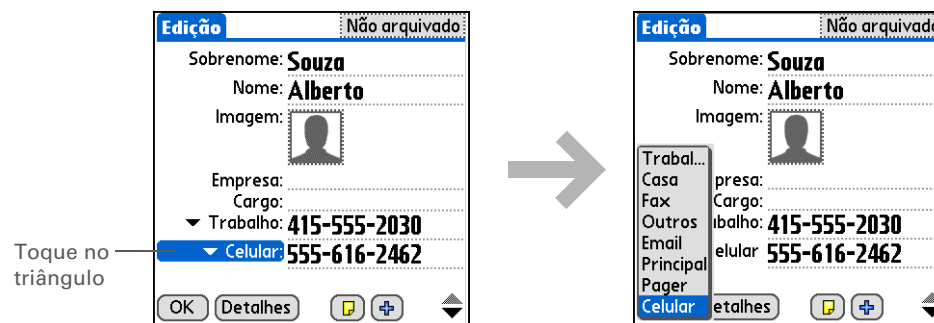 Edição Não arquivado
Sobrenome: Souza
Nome: Alberto
Imagem:
Empresa:
Cargo:
Trabalho: 415-555-2030
Celular: 555-616-2462
OK Detalhes
Toque no
triângulo
Edição Não arquivado
Sobrenome: Souza
Nome: Alberto
Imagem:
Trabal...
Casa presa:
Fax Cargo:
Outros balho: 415-555-2030
Email
Principal elular 555-616-2462
Pager
Celular etalhes